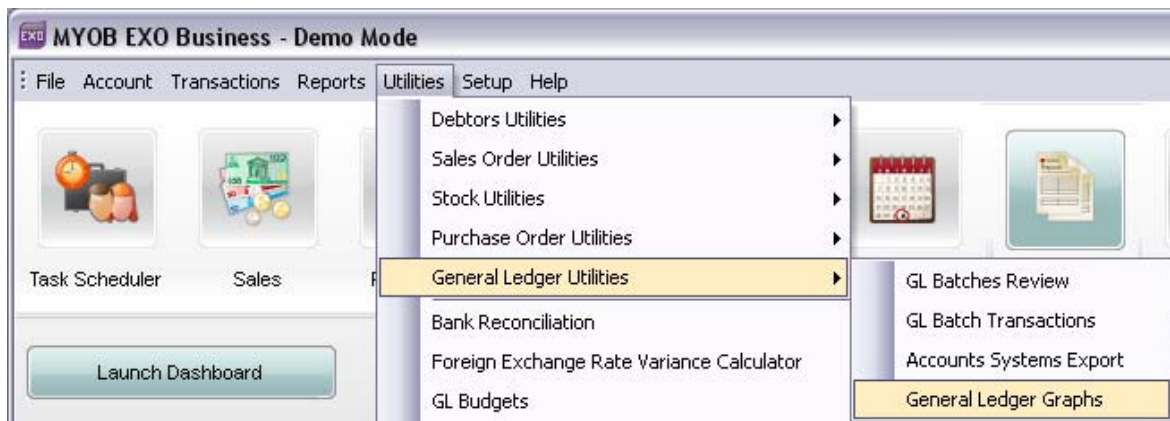 EXO MYOB EXO Business - Demo Mode
File Account Transactions Reports Utilities Setup Help
Debtors Utilities
Sales Order Utilities
Stock Utilities
Purchase Order Utilities
General Ledger Utilities
Bank Reconciliation
Foreign Exchange Rate Variance Calculator
GL Budgets
GL Batches Review
GL Batch Transactions
Accounts Systems Export
General Ledger Graphs
Task Scheduler
Sales
Launch Dashboard